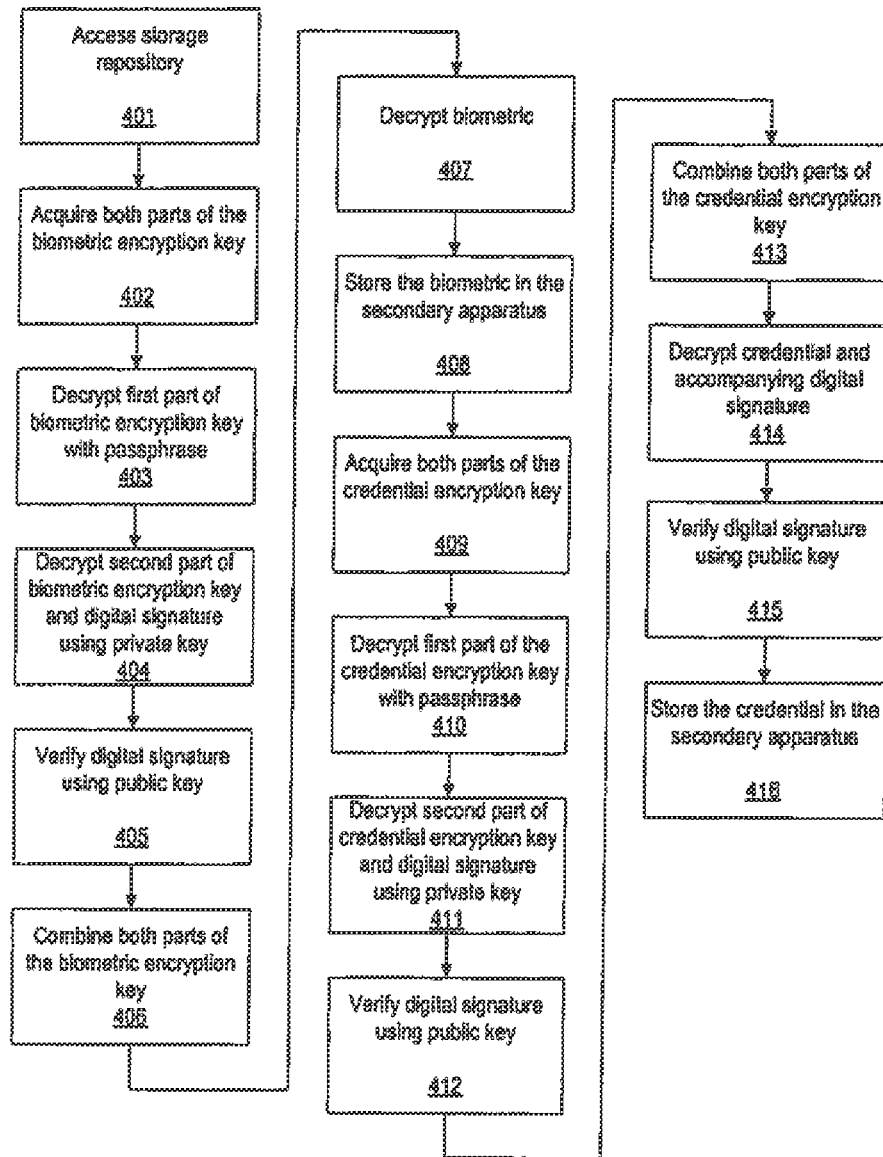 Access storage
repository
401
Acquire both parts of the
biometric encryption key
402
Decrypt first part of
biometric encryption key
with passphrase
403
Decrypt second part of
biometric encryption key
and digital signature
using private key
404
Verify digital signature
using public key
405
Combine both parts of
the biometric encryption
key
406
Decrypt biometric
407
Store the biometric in the
secondary apparatus
408
Acquire both parts of the
credential encryption key
409
Decrypt first part of the
credential encryption key
with passphrase
410
Decrypt second part of
credential encryption key
and digital signature
using private key
411
Verify digital signature
using public key
412
Combine both parts of
the credential encryption
key
413
Decrypt credential and
accompanying digital
signature
414
Verify digital signature
using public key
415
Store the credential in the
secondary apparatus
416